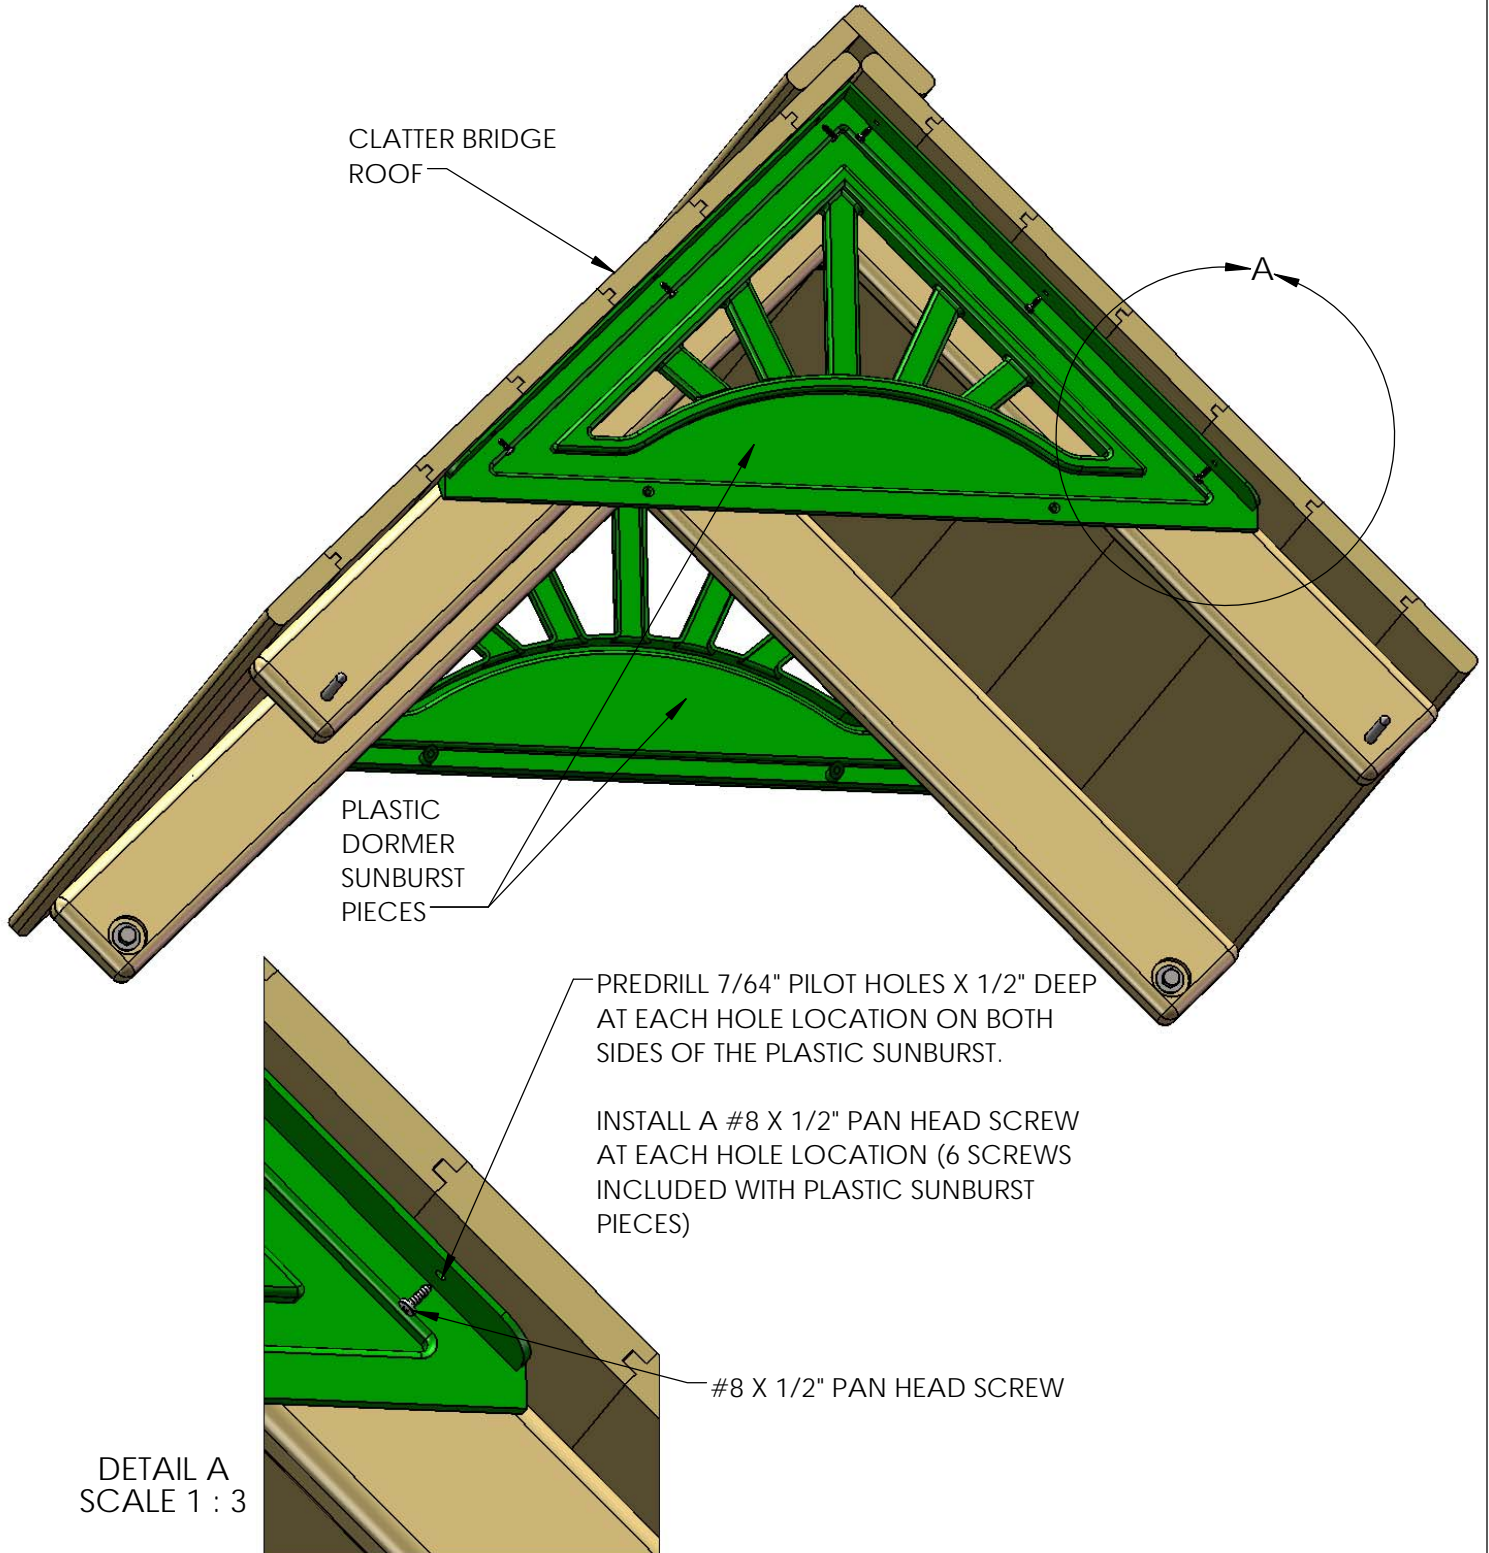 CLATTER BRIDGE
ROOF
A
PLASTIC
DORMER
SUNBURST
PIECES
PREDRILL 7/64" PILOT HOLES X 1/2" DEEP
AT EACH HOLE LOCATION ON BOTH
SIDES OF THE PLASTIC SUNBURST.
INSTALL A #8 X 1/2" PAN HEAD SCREW
AT EACH HOLE LOCATION (6 SCREWS
INCLUDED WITH PLASTIC SUNBURST
PIECES)
#8 X 1/2" PAN HEAD SCREW
DETAIL A
SCALE 1 : 3